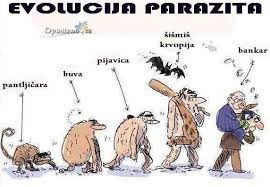 EVOLUCIJA PARAZITA
pantljičara
buva
pijavica
šišmiš
krvopija
bankar